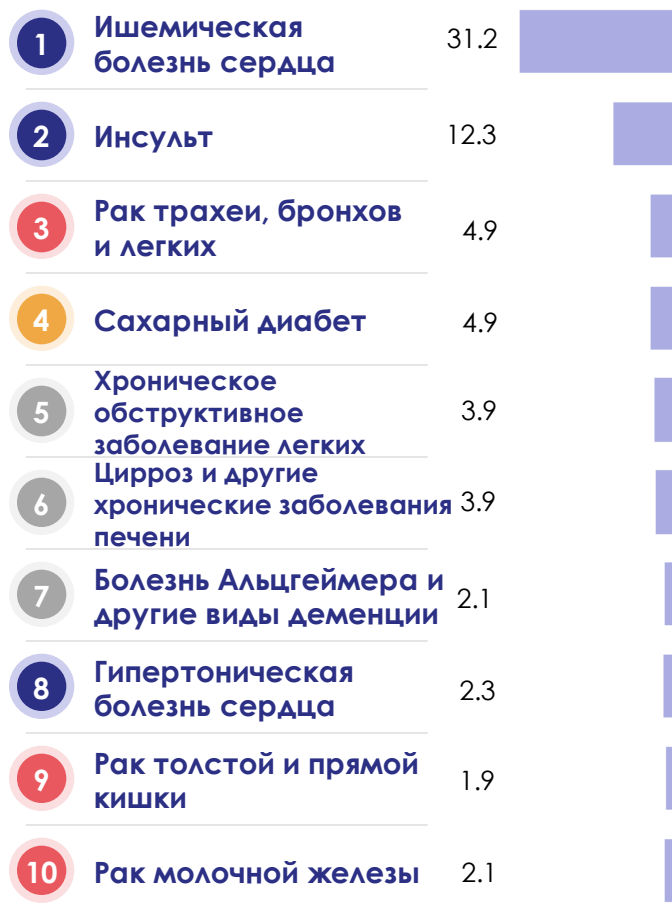 1
Ишемическая
болезнь сердца
31.2
2
Инсульт
12.3
3
Рак трахеи, бронхов
и легких
4.9
4
Сахарный диабет
4.9
5
Хроническое
обструктивное
заболевание легких
3.9
6
Цирроз и другие
хронические заболевания
печени
3.9
7
Болезнь Альцгеймера и
другие виды деменции
2.1
8
Гипертоническая
болезнь сердца
2.3
9
Рак толстой и прямой
кишки
1.9
10
Рак молочной железы
2.1